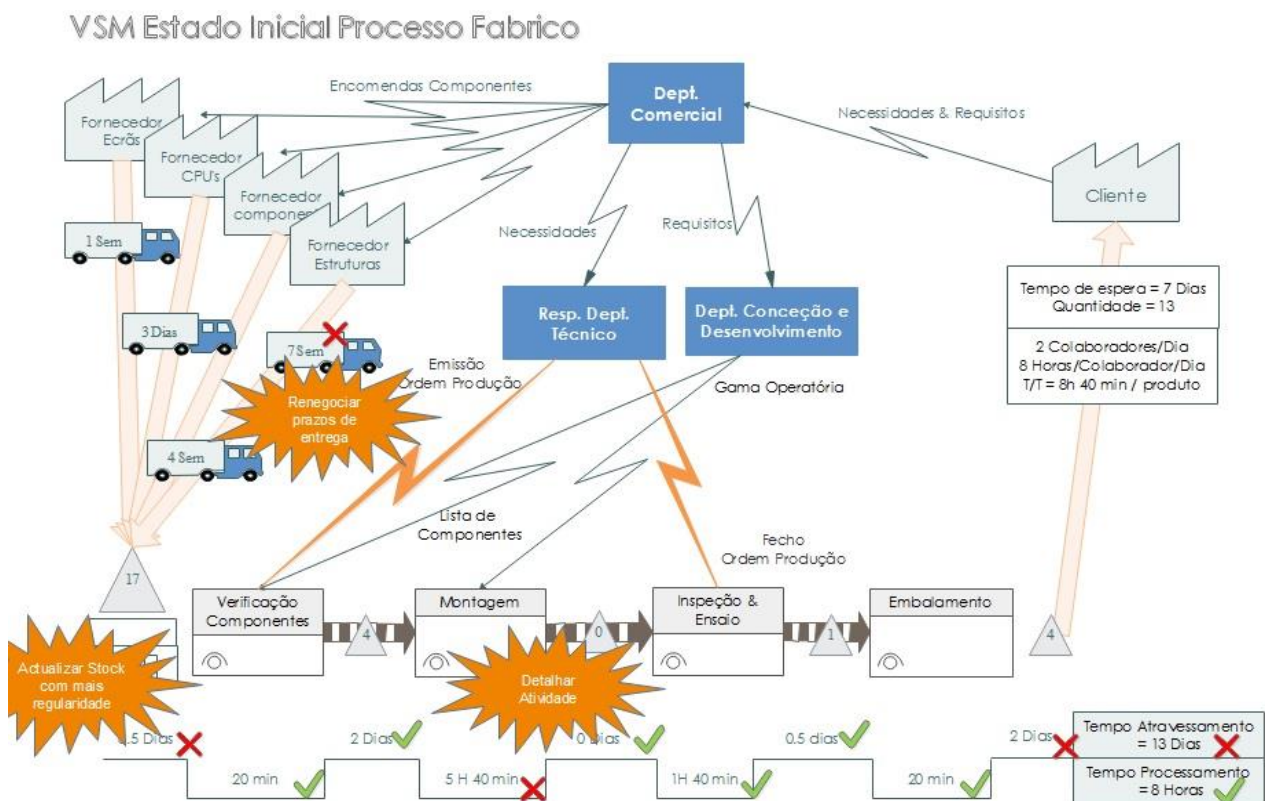 VSM Estado Inicial Processo Fabrico
Encomendas Componentes
Dept.
Comercial
Necessidades & Requisitos
Fornecedor
Ecrãs
Fornecedor
CPU's
Fornecedor
Fornecedor
Estruturas
Cliente
1 Sem
3 Dias
7 Sem
4 Sem
Necessidades
Requisitos
Resp. Dept.
Técnico
Dept. Conceção e
Desenvolvimento
Tempo de espera = 7 Dias
Quantidade = 13
2 Colaboradores/Dia
8 Horas/Colaborador/Dia
T/T = 8h 40 min / produto
Emissão
Ordem Produção
Renegociar
prazos de
entrega
Gama Operatória
Lista de
Componentes
Fecho
Ordem Produção
17
Verificação
Componentes
4
Montagem
0
Inspeção &
Ensaio
1
Embalamento
4
Actualizar Stock
com mais
regularidade
Detalhar
Atividade
.5 Dias
2 Dias
0 Dias
0.5 dias
2 Dias
Tempo Atravessamento
= 13 Dias
20 min
5 H 40 min
1H 40 min
20 min
Tempo Processamento
= 8 Horas